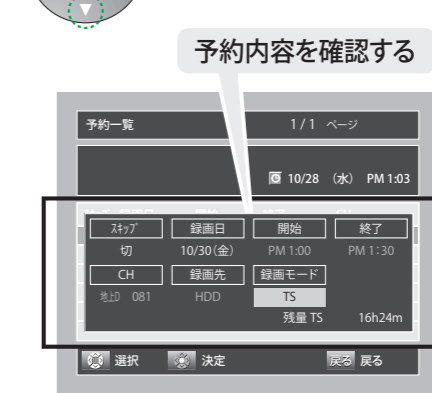 予約内容を確認する
予約一覧 1/1 ページ
10/28 (水) PM 1:03
スキップ 録画日 開始 終了
切 10/30(金) PM 1:00 PM 1:30
CH 録画先 録画モード
地上D 081 HDD TS
残量 TS 16h24m
選択 決定 戻る 戻る